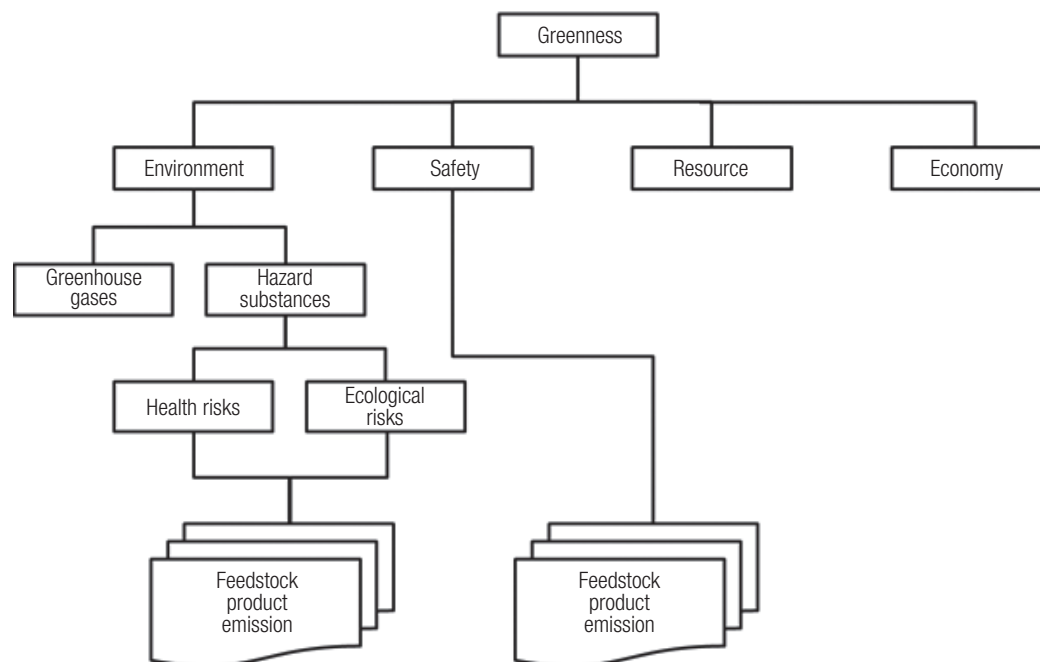 Greenness
Environment
Safety
Resource
Economy
Greenhouse
gases
Hazard
substances
Health risks
Ecological
risks
Feedstock
product
emission
Feedstock
product
emission